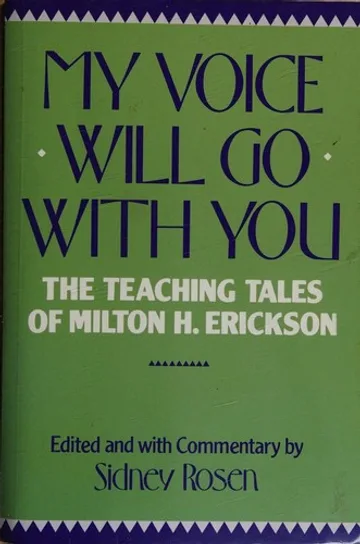 MY VOICE
WILL GO
WITH YOU
THE TEACHING TALES
OF MILTON H. ERICKSON
Edited and with Commentary by
Sidney Rosen